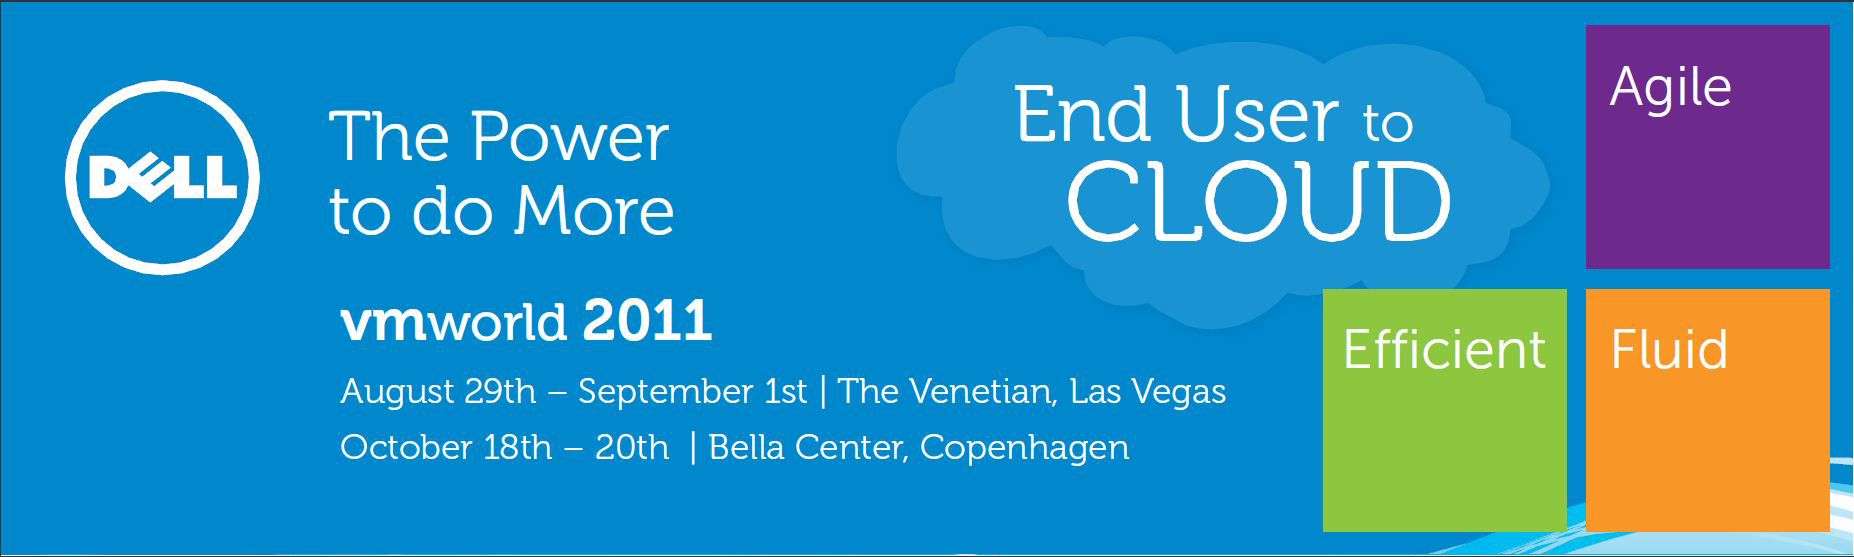 DELL
The Power
to do More
vmworld 2011
August 29th – September 1st | The Venetian, Las Vegas
October 18th – 20th | Bella Center, Copenhagen
End User to
CLOUD
Agile
Efficient
Fluid